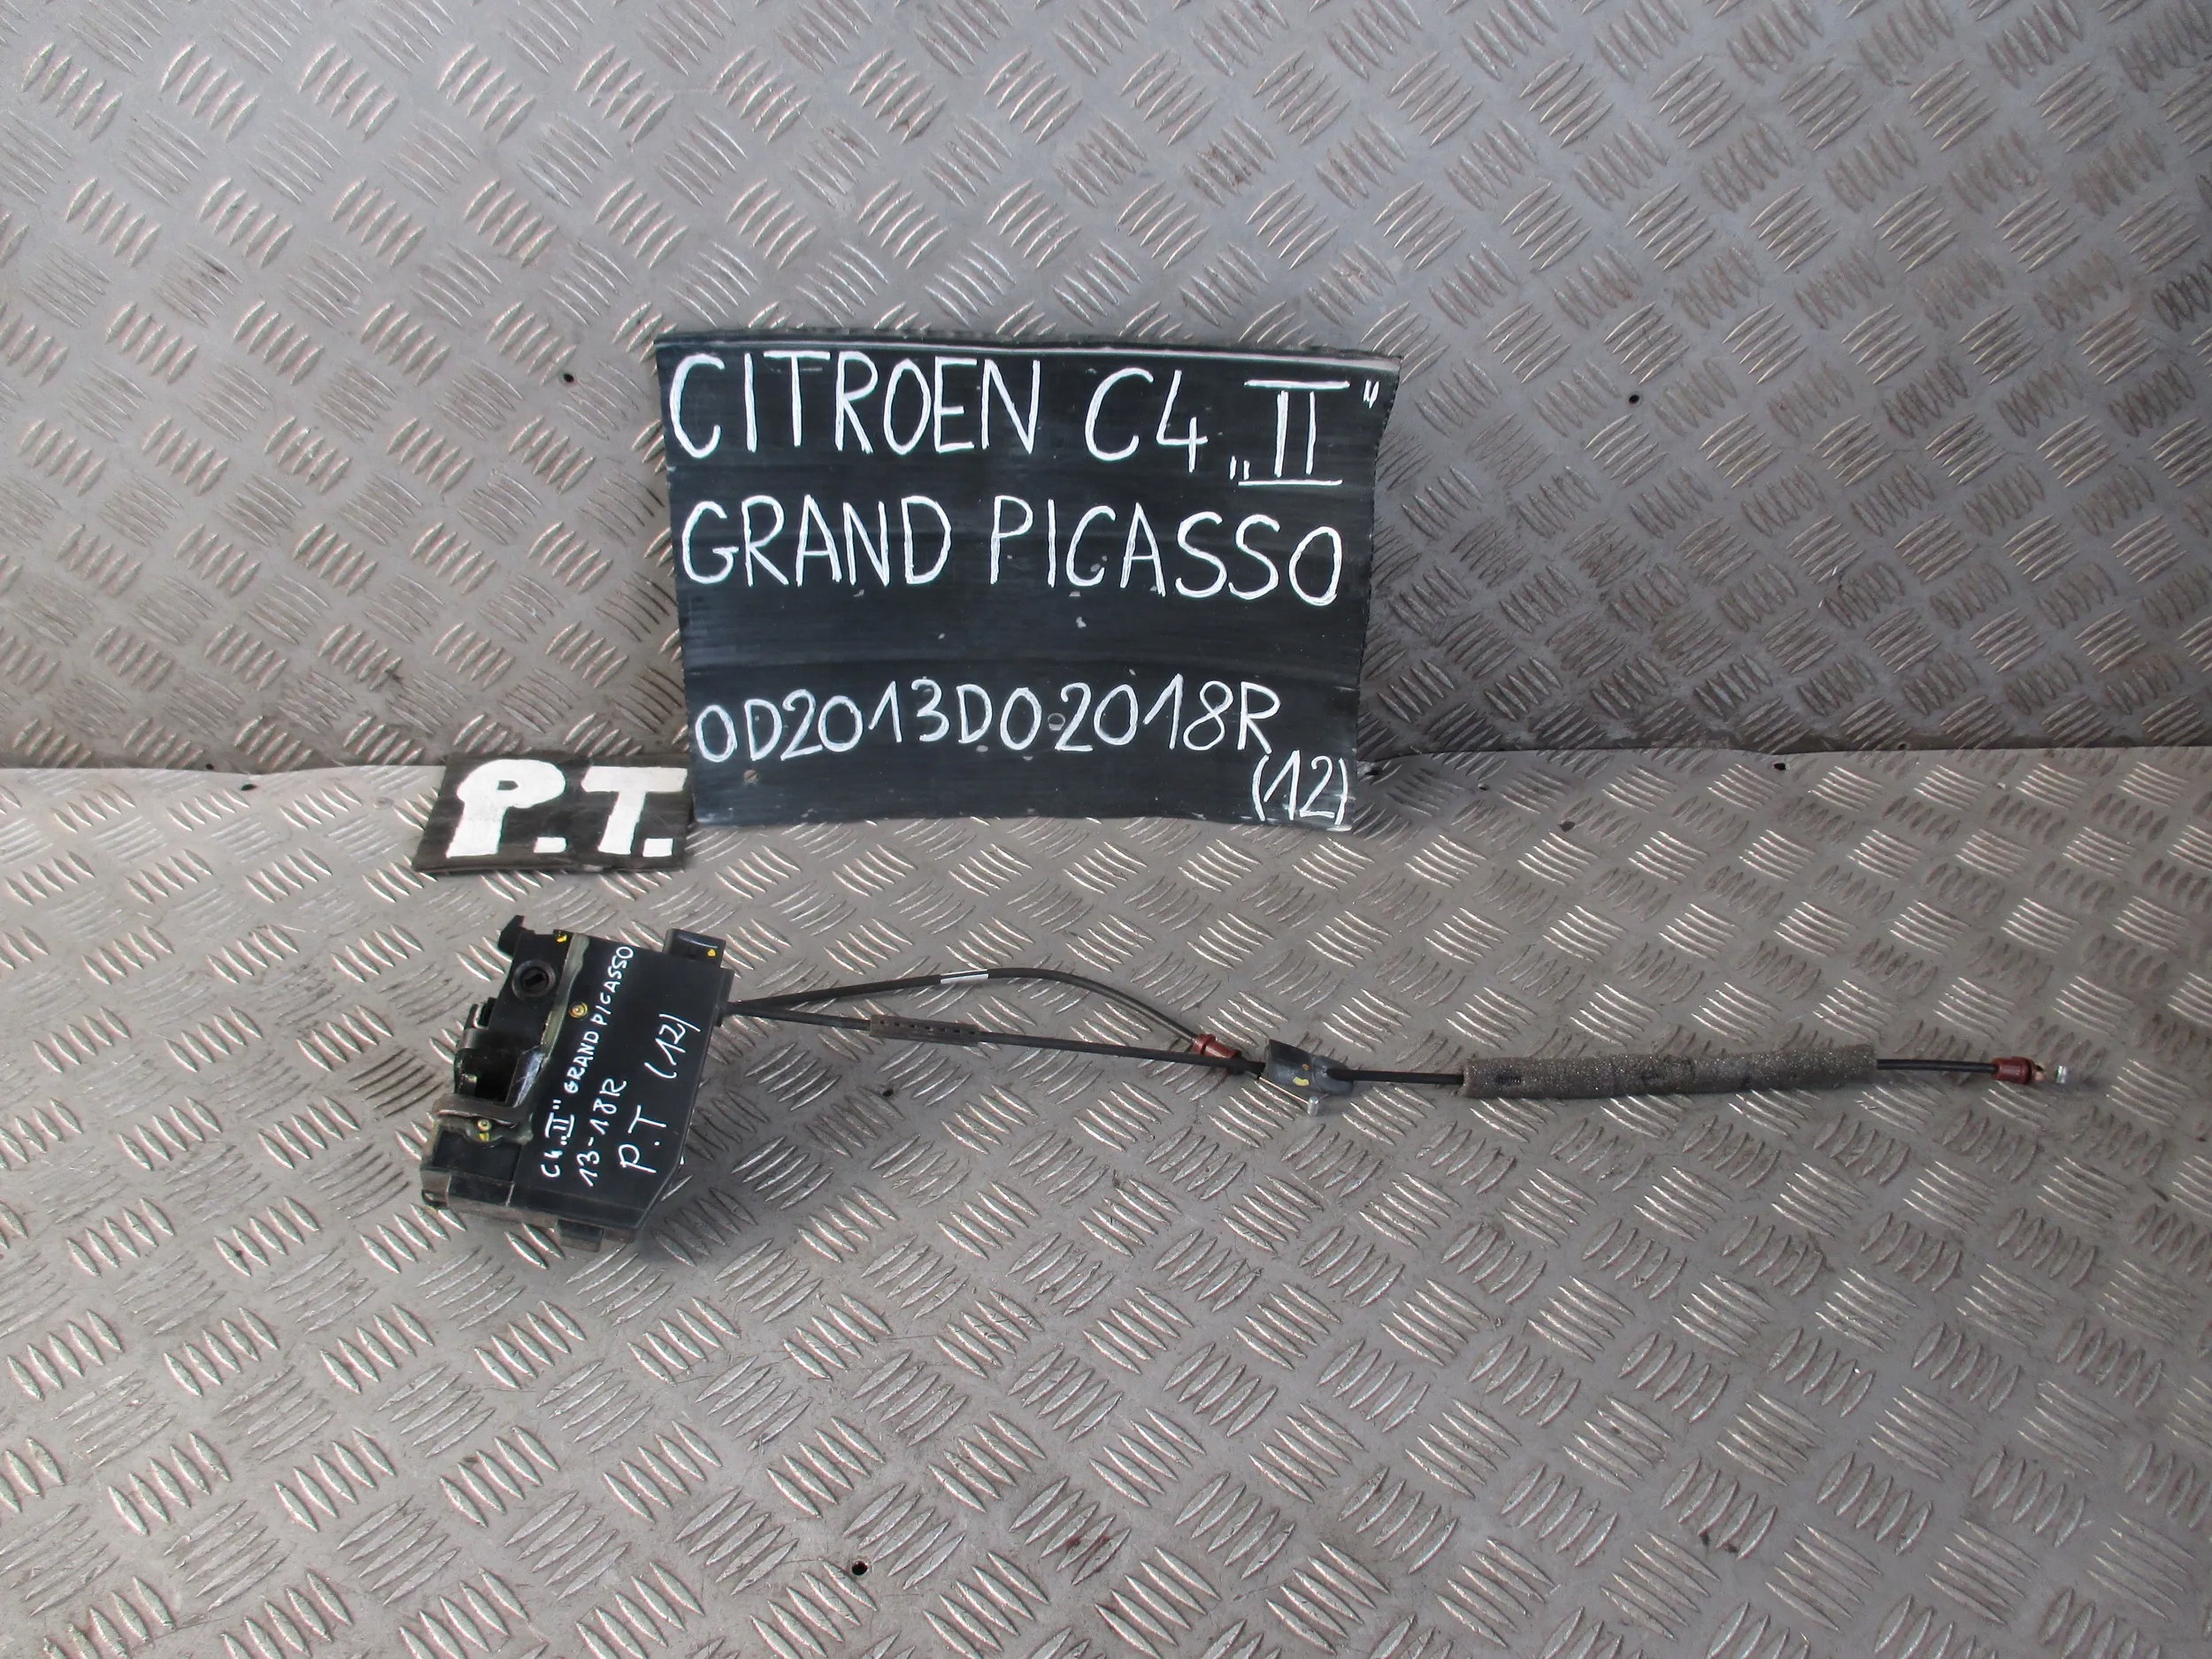 CITROEN C4 „II”
GRAND PICASSO
OD2013DO2018R
(12)
P.T.
C4 „II” GRAND PICASSO
13-18R
P.T (12)